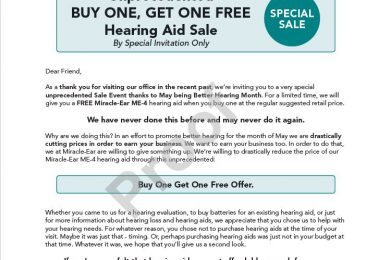 BUY ONE, GET ONE FREE
Hearing Aid Sale
By Special Invitation Only
SPECIAL
SALE
Dear Friend,
As a thank you for visiting our office in the recent past, we're inviting you to a very special
unprecedented Sale Event thanks to May being Better Hearing Month. For a limited time, we will
give you a FREE Miracle-Ear ME-4 hearing aid when you buy one at the regular suggested retail price.
We have never done this before and may never do it again.
Why are we doing this? In an effort to promote better hearing for the month of May we are drastically
cutting prices in order to earn your business. We want to earn your business too. In order to do that,
we at Miracle-Ear are willing to give something up. We're willing to drastically reduce the price of our
Miracle-Ear ME-4 hearing aid through this unprecedented:
Buy One Get One Free Offer.
Whether you came to us for a hearing evaluation, to buy batteries for an existing hearing aid, or just
for more information about hearing loss and hearing aids, we appreciate that you chose us to help with
your hearing needs. For whatever reason, you chose not to purchase hearing aids at the time of your
visit. Maybe it was just that - timing. Or, perhaps purchasing hearing aids was just not in your budget at
that time. Whatever it was, we hope that you'll give us a second look.
Proof